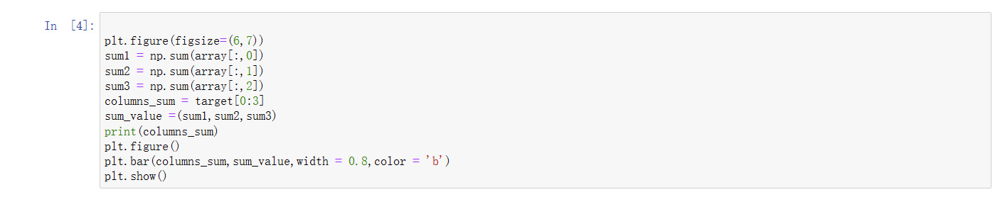 In [4]:
plt.figure(figsize=(6,7))
sum1 = np.sum(array[:,0])
sum2 = np.sum(array[:,1])
sum3 = np.sum(array[:,2])
columns_sum = target[0:3]
sum_value =(sum1,sum2,sum3)
print(columns_sum)
plt.figure()
plt.bar(columns_sum,sum_value,width = 0.8,color = 'b')
plt.show()